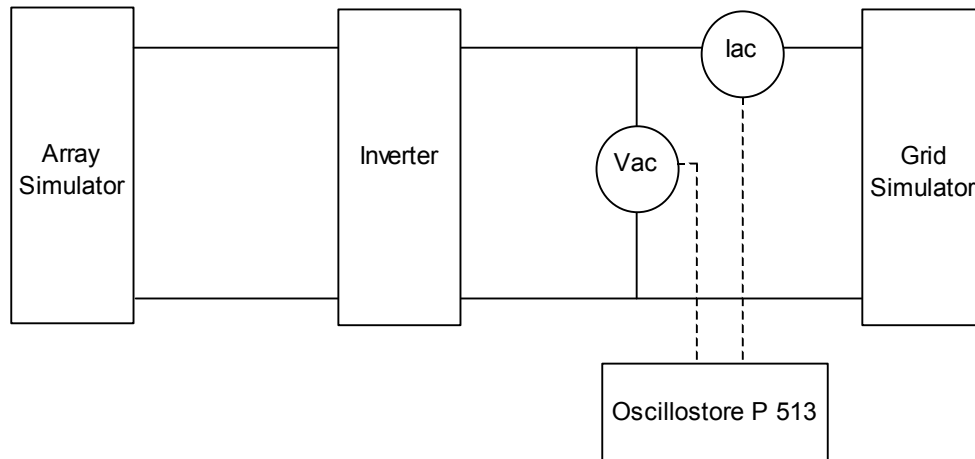 Array
Simulator
Inverter
Vac
Iac
Grid
Simulator
Oscillostore P 513